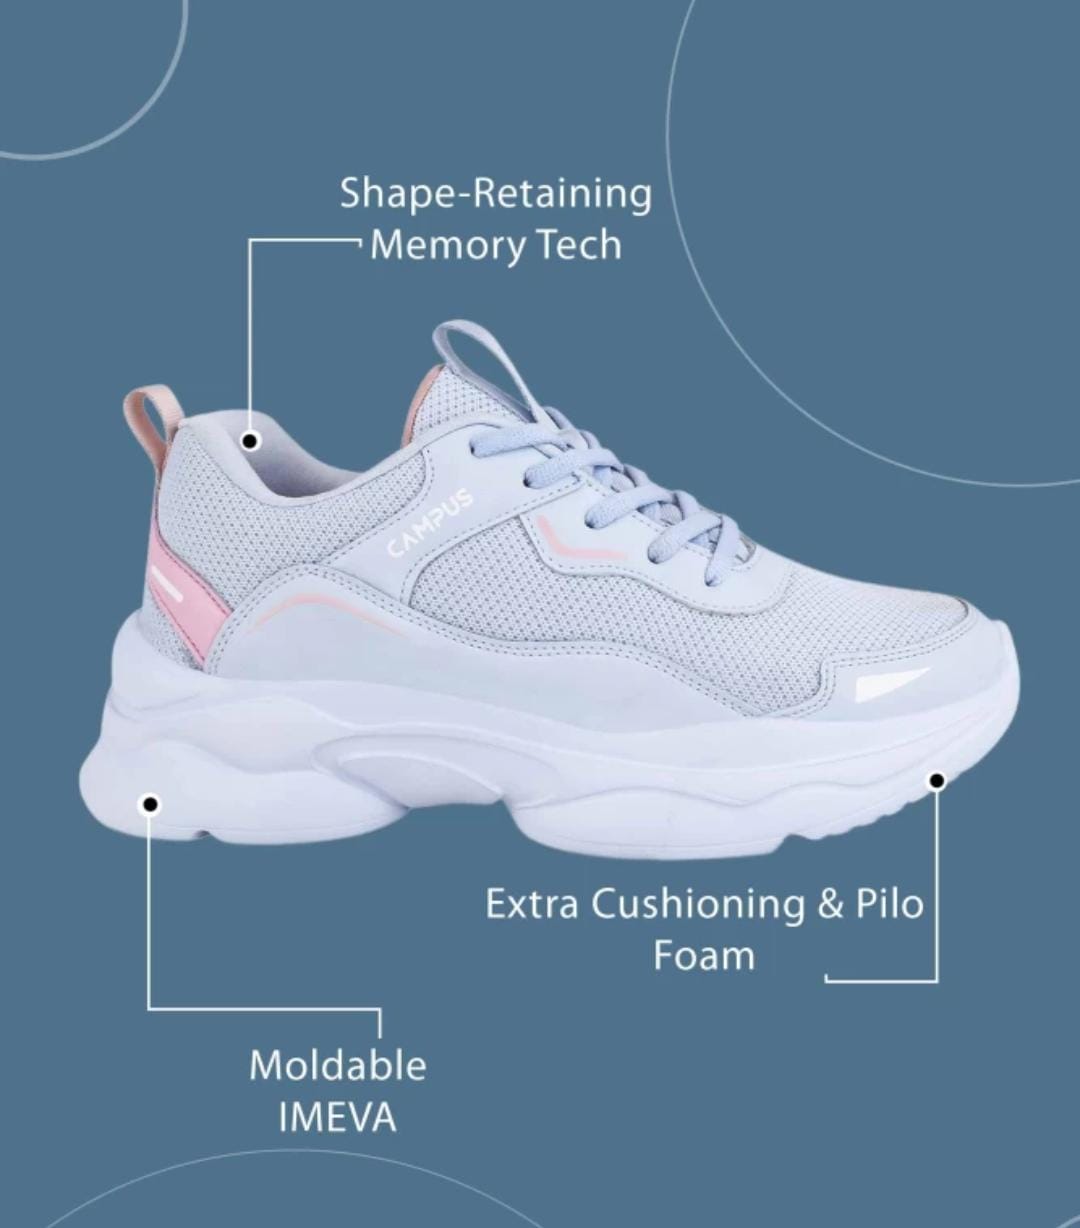 Shape-Retaining
Memory Tech
CAMPUS
Extra Cushioning & Pilo
Foam
Moldable
IMEVA